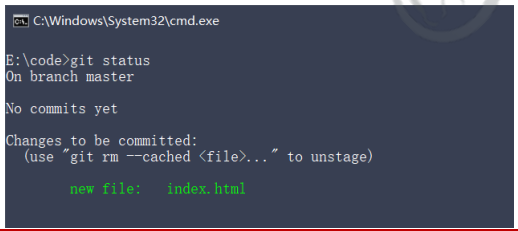 C:\Windows\System32\cmd.exe
E:\code>git status
On branch master
No commits yet
Changes to be committed:
(use "git rm --cached <file>..." to unstage)
new file: index.html